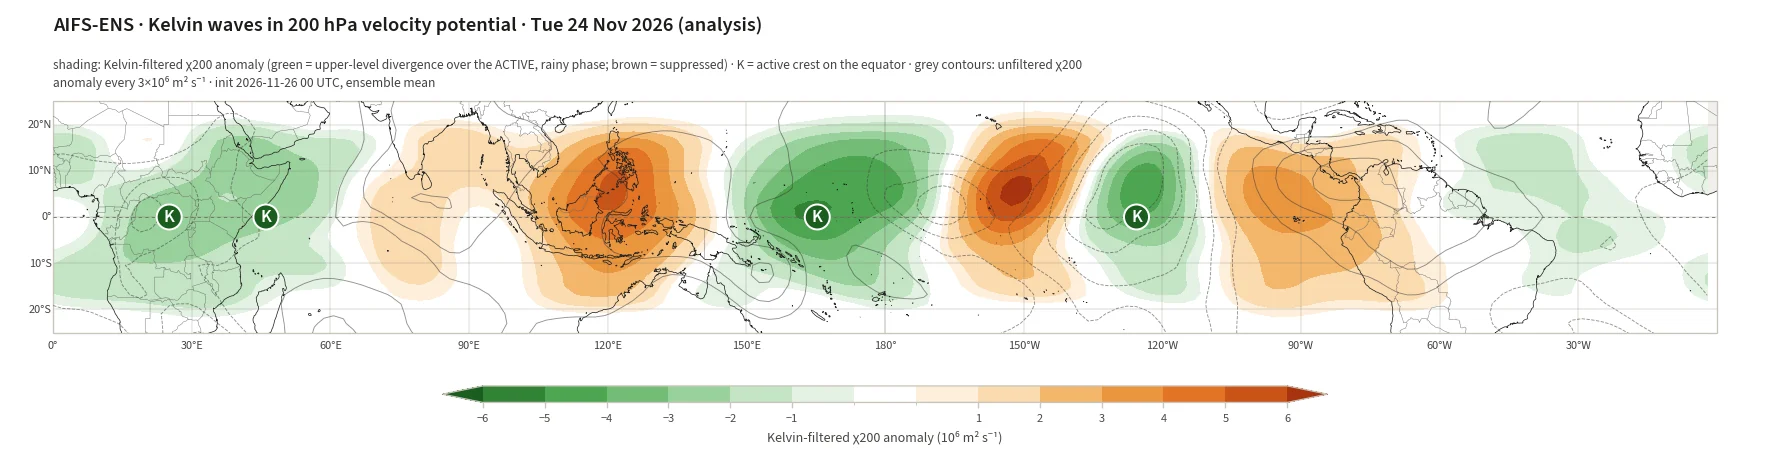 AIFS-ENS · Kelvin waves in 200 hPa velocity potential · Tue 24 Nov 2026 (analysis)
shading: Kelvin-filtered χ200 anomaly (green = upper-level divergence over the ACTIVE, rainy phase; brown = suppressed) · K = active crest on the equator · grey contours: unfiltered χ200
anomaly every 3×10⁶ m² s⁻¹ · init 2026-11-26 00 UTC, ensemble mean
20°N
10°N
0°
10°S
20°S
K K K K
0° 30°E 60°E 90°E 120°E 150°E 180° 150°W 120°W 90°W 60°W 30°W
−6 −5 −4 −3 −2 −1 1 2 3 4 5 6
Kelvin-filtered χ200 anomaly (10⁶ m² s⁻¹)